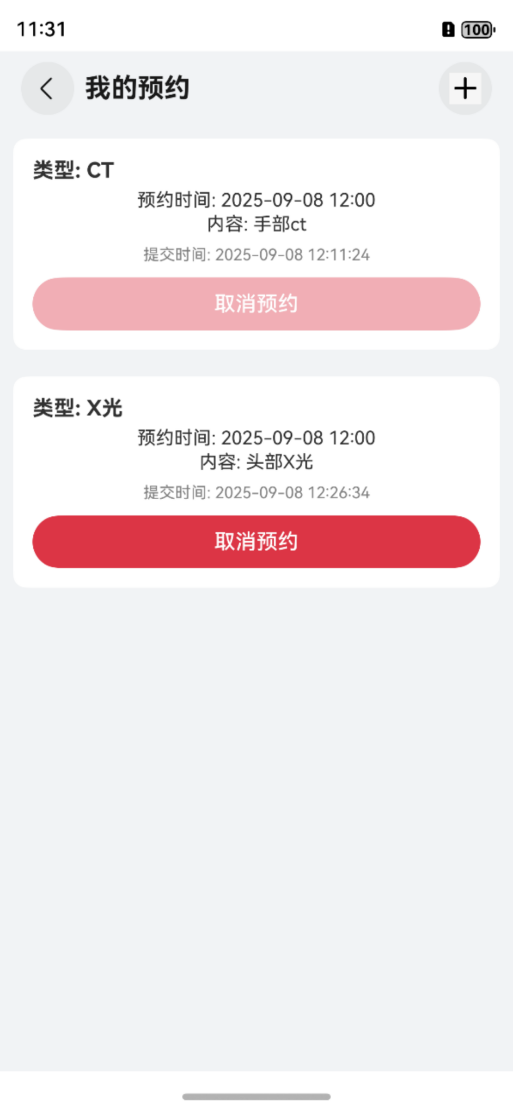 11:31
100
我的预约
类型: CT
预约时间: 2025-09-08 12:00
内容: 手部ct
提交时间: 2025-09-08 12:11:24
取消预约
类型: X光
预约时间: 2025-09-08 12:00
内容: 头部X光
提交时间: 2025-09-08 12:26:34
取消预约